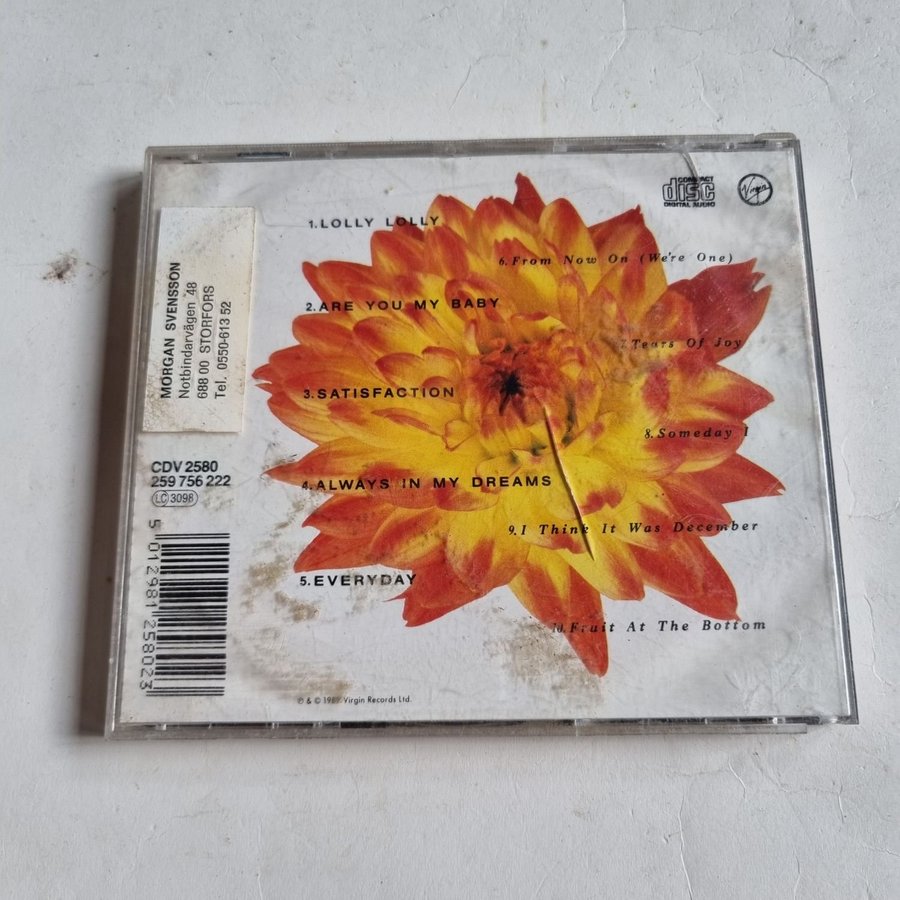 COMPACT
disc
DIGITAL AUDIO
Virgin
1.LOLLY LOLLY
6.From Now On (We're One)
2.ARE YOU MY BABY
7.Tears Of Joy
3.SATISFACTION
8.Someday I
4.ALWAYS IN MY DREAMS
9.I Think It Was December
5.EVERYDAY
10.Fruit At The Bottom
MORGAN SVENSSON
Notbindarvägen 48
688 00 STORFORS
Tel. 0550-613 52
CDV 2580
259 756 222
LC 3098
5 012981 258023
℗ & © Virgin Records Ltd.